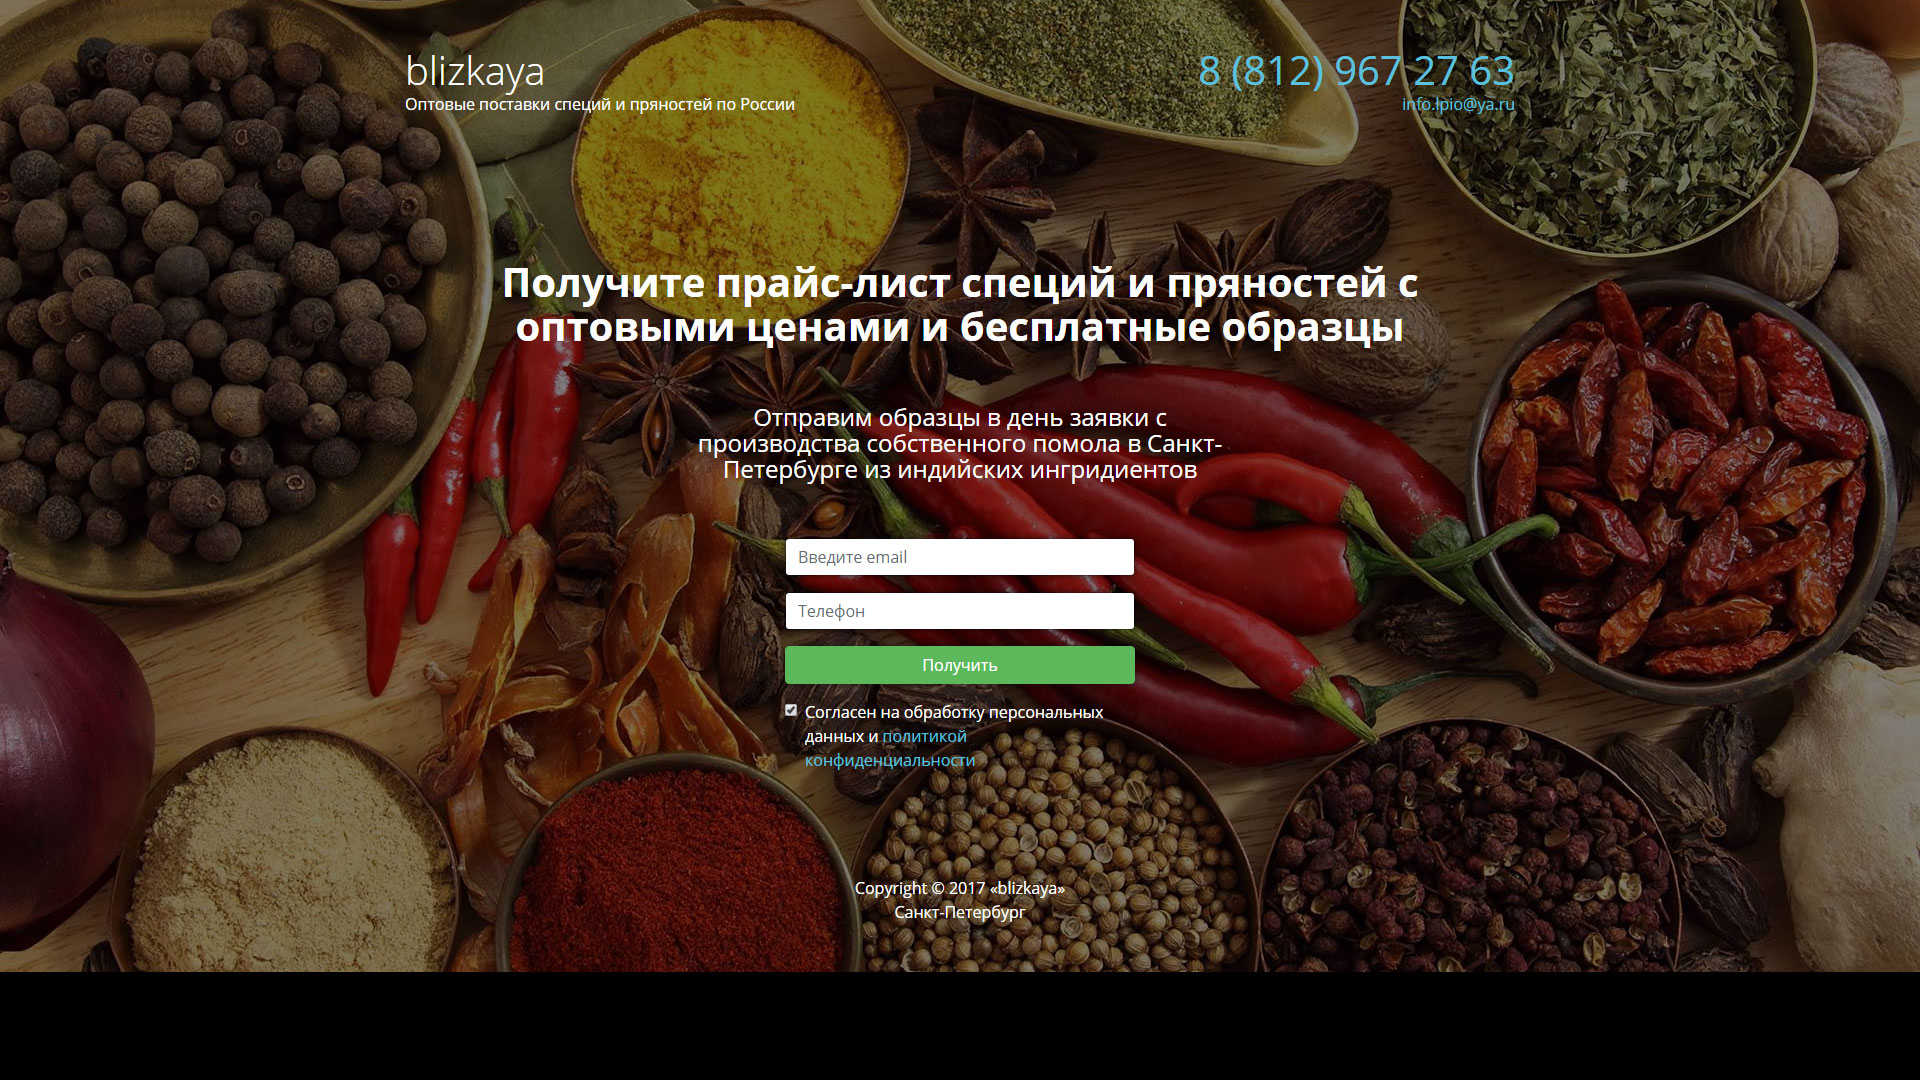 blizkaya
Оптовые поставки специй и пряностей по России
8 (812) 967 27 63
info.lpio@ya.ru
Получите прайс-лист специй и пряностей с
оптовыми ценами и бесплатные образцы
Отправим образцы в день заявки с
производства собственного помола в Санкт-
Петербурге из индийских ингридиентов
Введите email
Телефон
Получить
Согласен на обработку персональных
данных и политикой
конфиденциальности
Copyright © 2017 «blizkaya»
Санкт-Петербург